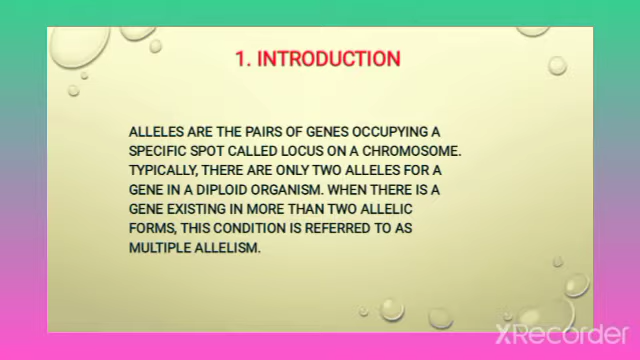 1. INTRODUCTION
ALLELES ARE THE PAIRS OF GENES OCCUPYING A
SPECIFIC SPOT CALLED LOCUS ON A CHROMOSOME.
TYPICALLY, THERE ARE ONLY TWO ALLELES FOR A
GENE IN A DIPLOID ORGANISM. WHEN THERE IS A
GENE EXISTING IN MORE THAN TWO ALLELIC
FORMS, THIS CONDITION IS REFERRED TO AS
MULTIPLE ALLELISM.
XRecorder